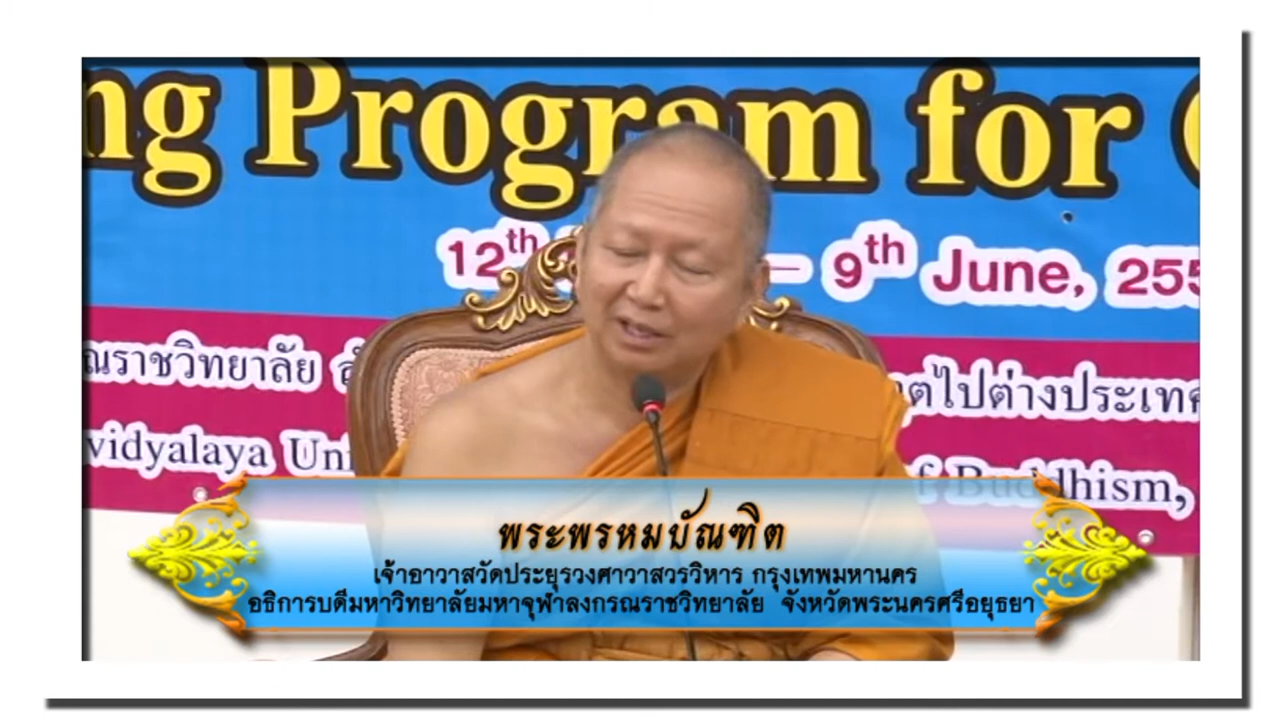 ng Program for
12th – 9th June, 255
ณราชวิทยาลัย
ตไปต่างประเทศ
vidyalaya Uni
f Buddhism,
พระพรหมบัณฑิต
เจ้าอาวาสวัดประยุรวงศาวาสวรวิหาร กรุงเทพมหานคร
อธิการบดีมหาวิทยาลัยมหาจุฬาลงกรณราชวิทยาลัย จังหวัดพระนครศรีอยุธยา